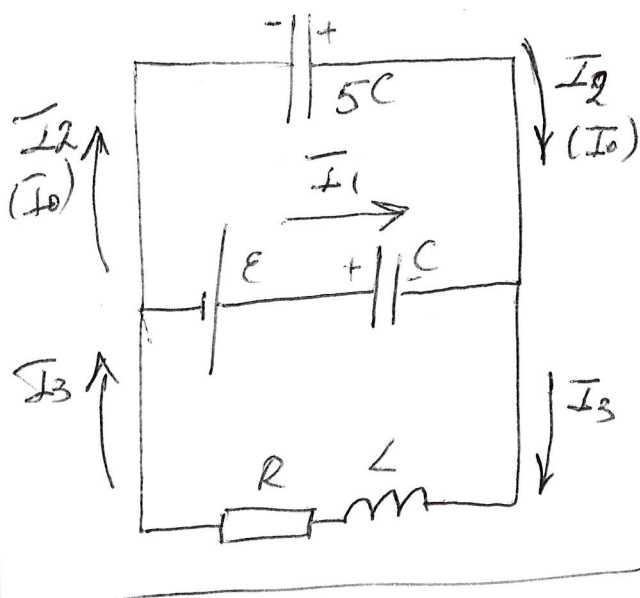 - +
5C
I2
(I0)
I2
(I0)
I1
ε + C -
I3
I3
R L